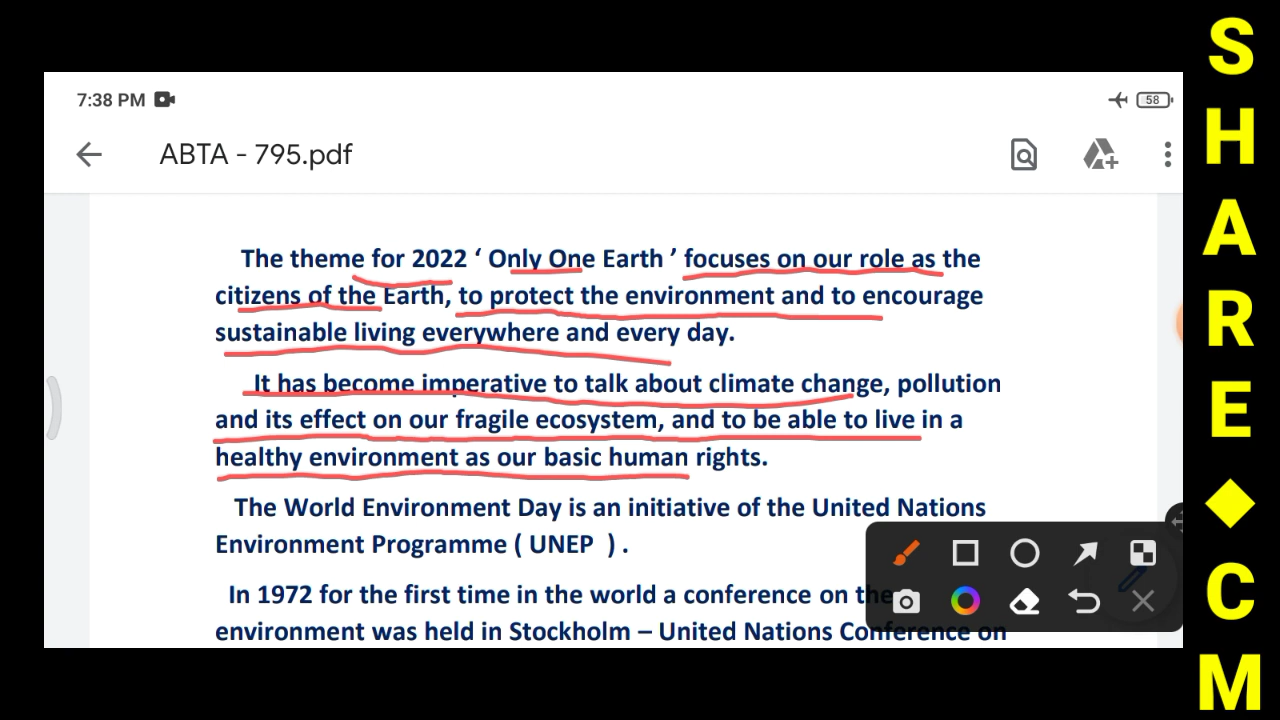 7:38 PM
58
ABTA - 795.pdf
The theme for 2022 ‘ Only One Earth ’ focuses on our role as the
citizens of the Earth, to protect the environment and to encourage
sustainable living everywhere and every day.
It has become imperative to talk about climate change, pollution
and its effect on our fragile ecosystem, and to be able to live in a
healthy environment as our basic human rights.
The World Environment Day is an initiative of the United Nations
Environment Programme ( UNEP ) .
In 1972 for the first time in the world a conference on the
environment was held in Stockholm – United Nations Conference on
SHARE◆CM